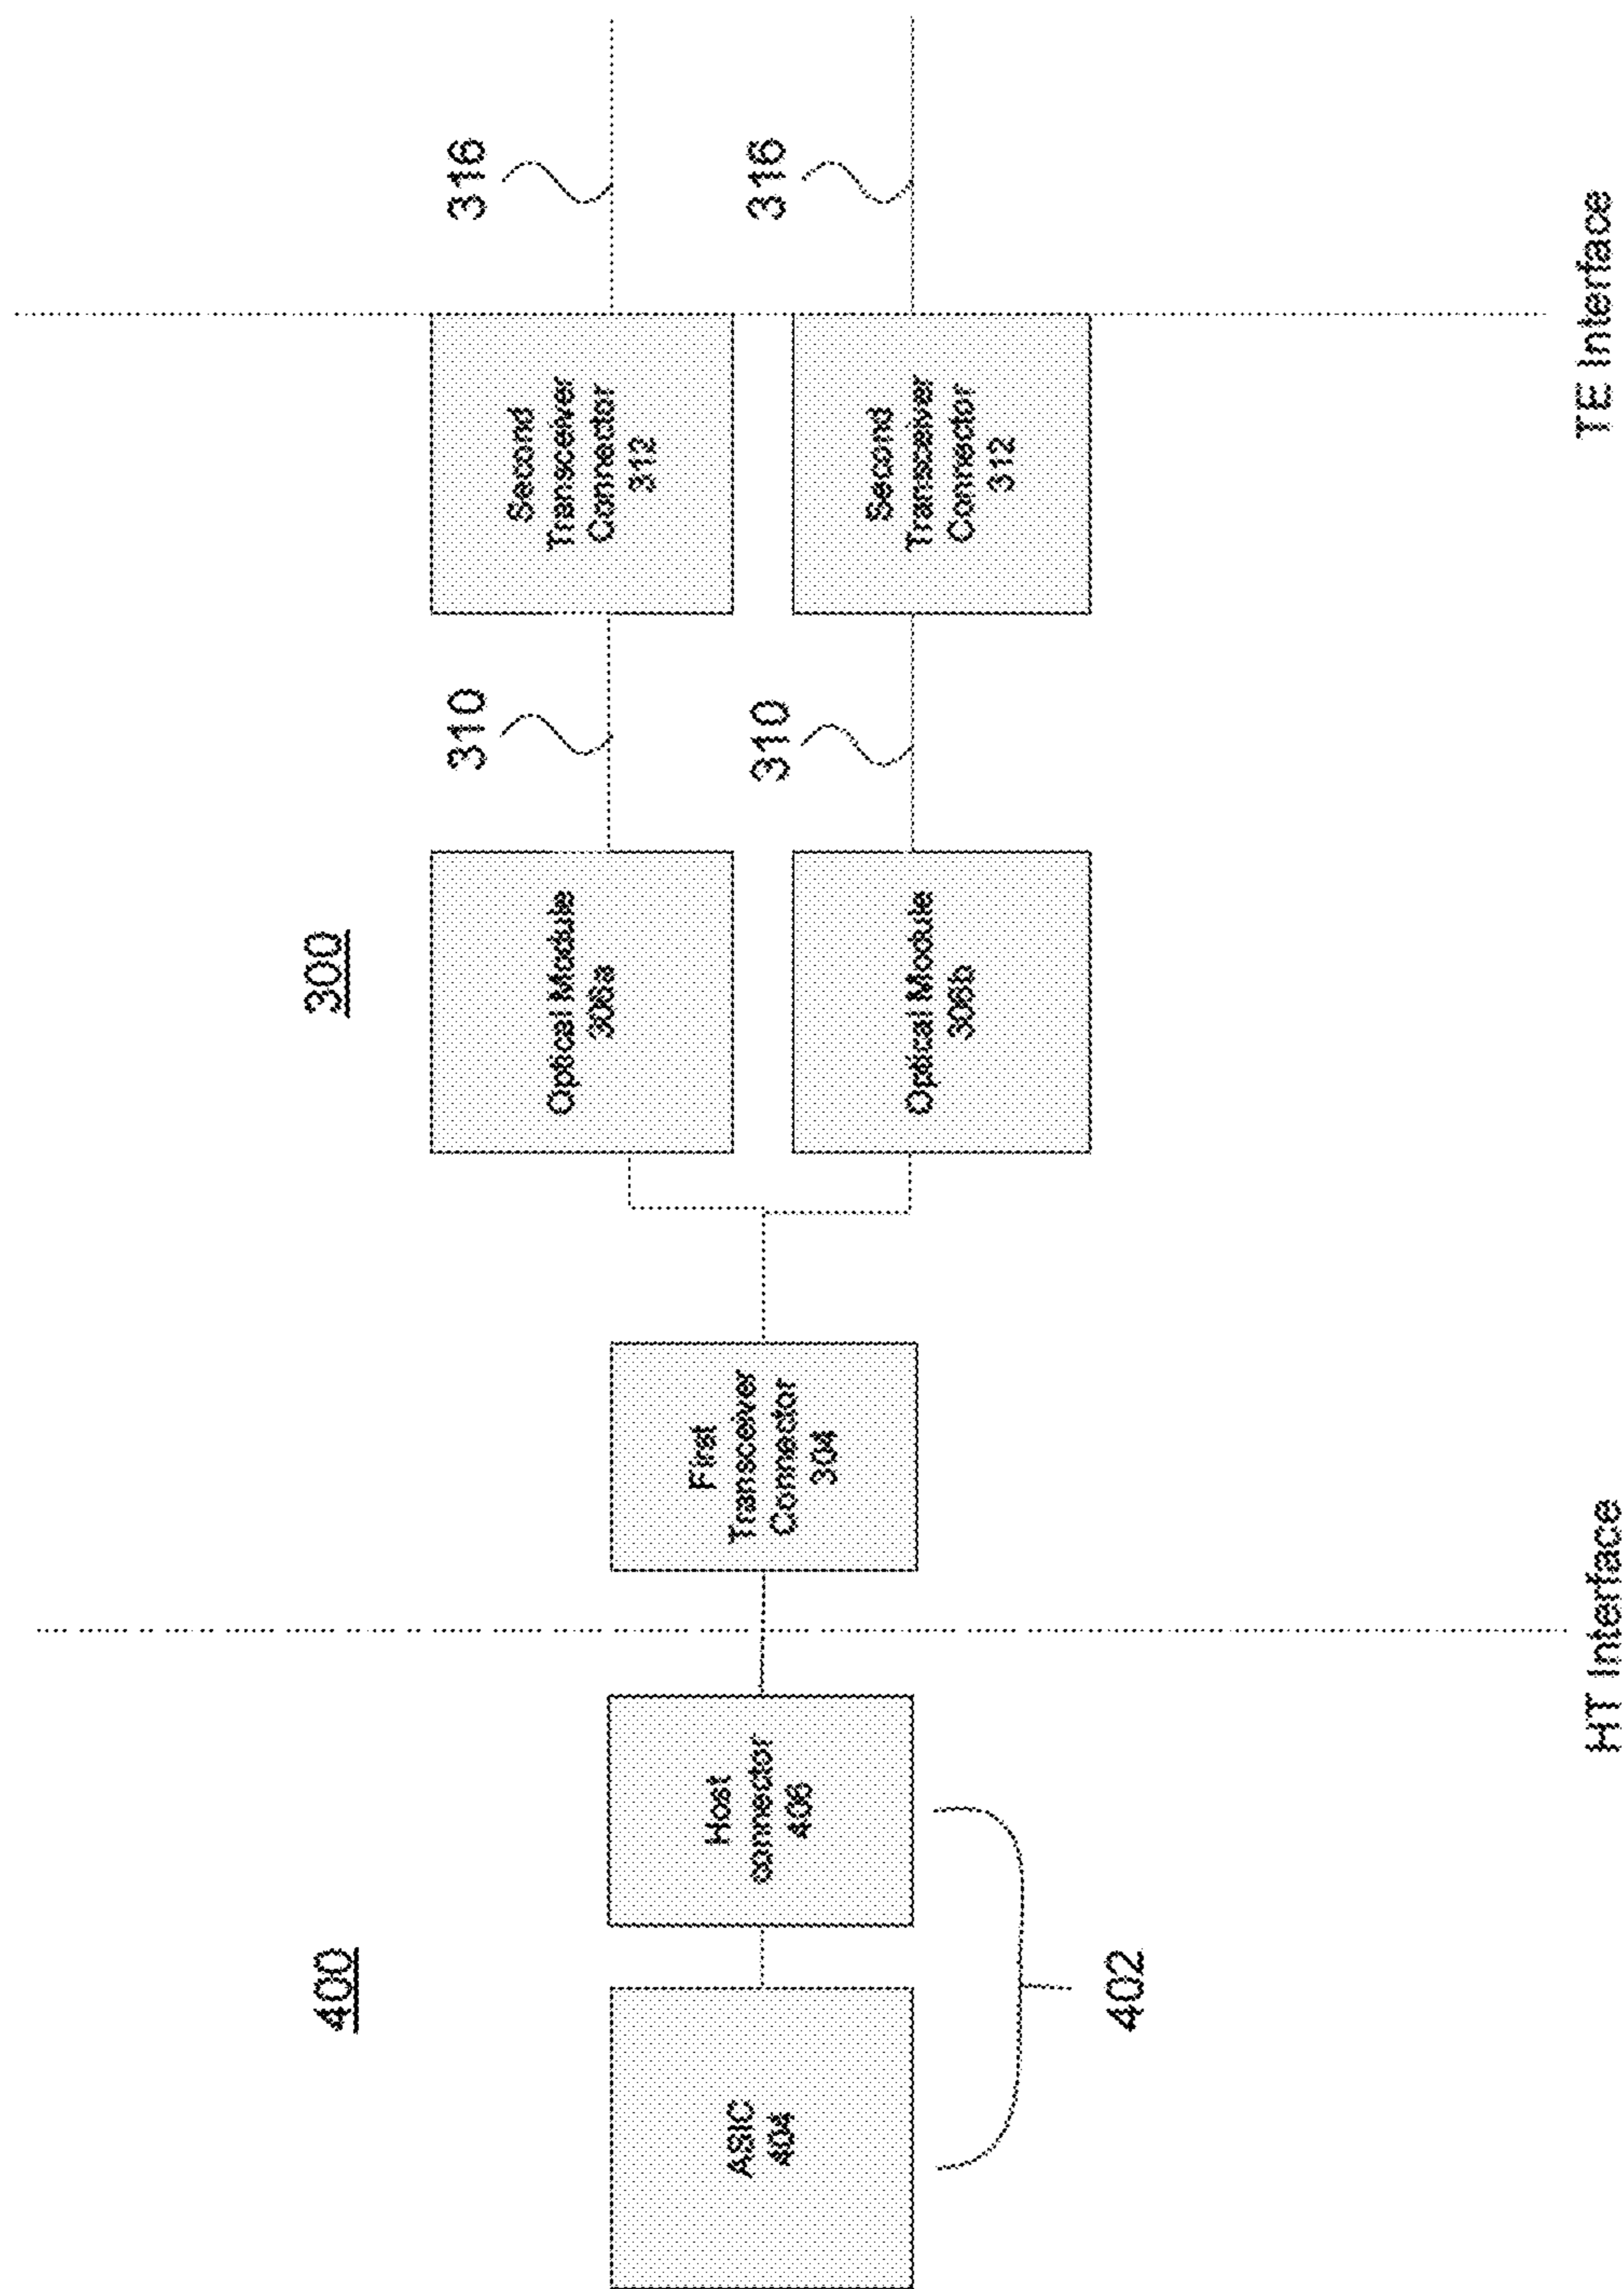 400
300
ASIC
404
Host
connector
406
402
First
Transceiver
Connector
304
Optical Module
306a
Optical Module
306b
310
310
Second
Transceiver
Connector
312
Second
Transceiver
Connector
312
316
316
HT Interface
TE Interface